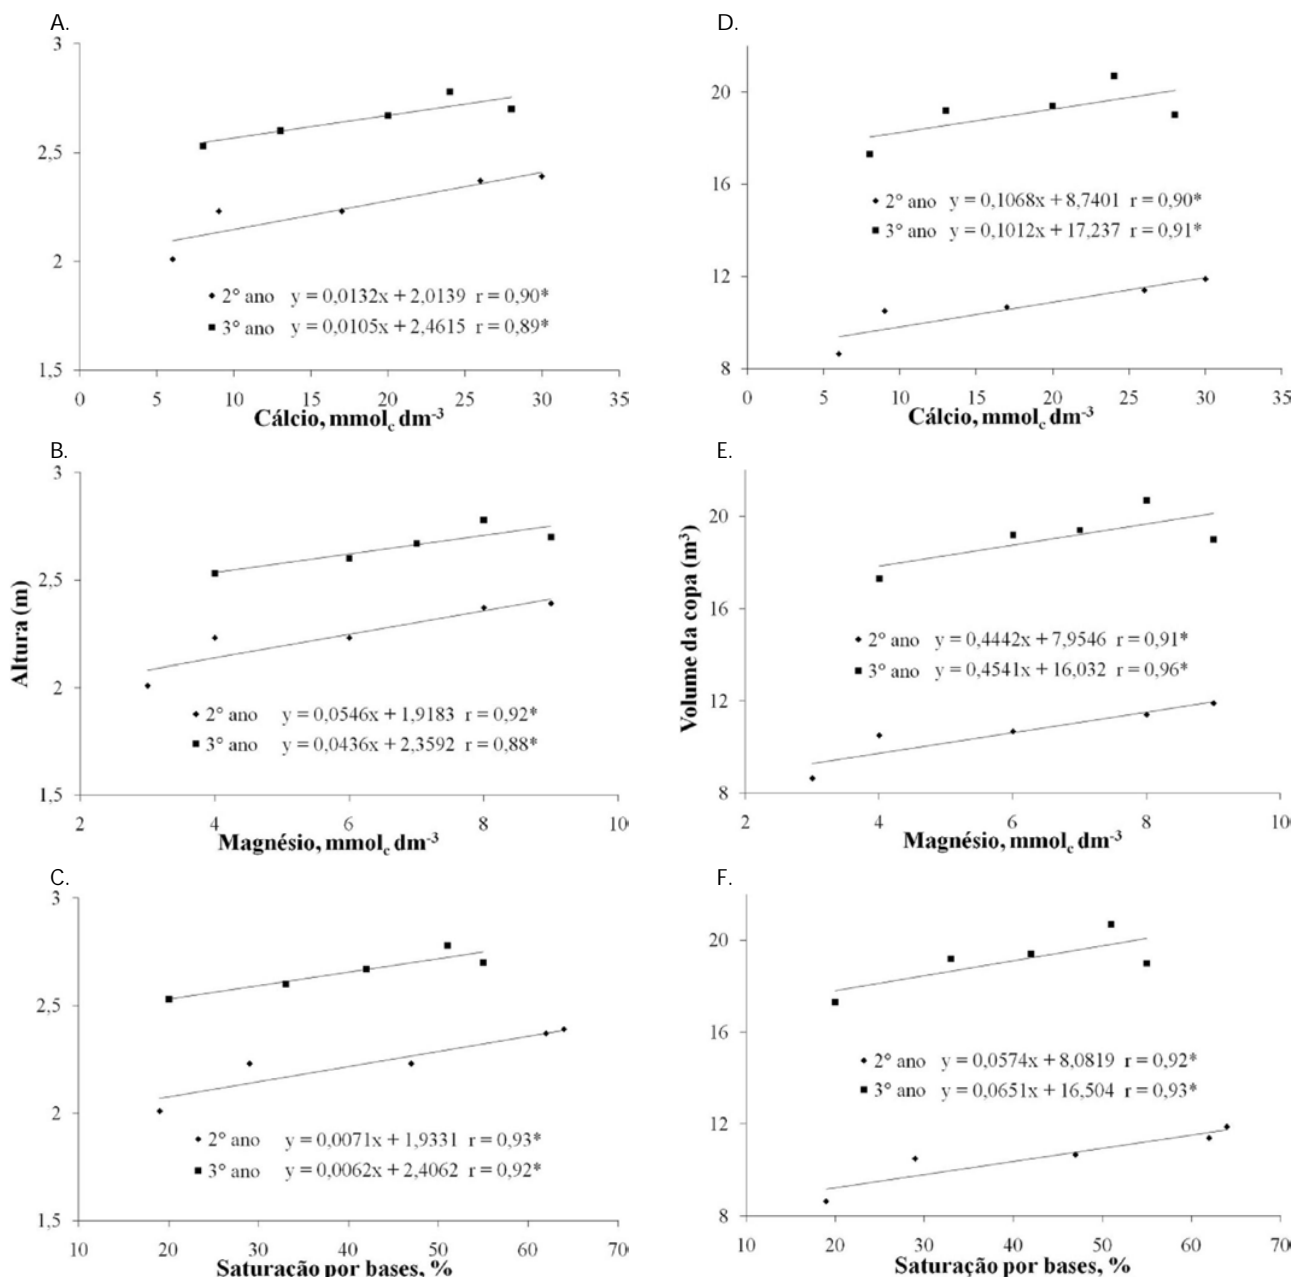 A.
3
2,5
2
1,5
2° ano y = 0,0132x + 2,0139 r = 0,90*
3° ano y = 0,0105x + 2,4615 r = 0,89*
0 5 10 15 20 25 30 35
Cálcio, mmolc dm-3
D.
20
16
12
8
2° ano y = 0,1068x + 8,7401 r = 0,90*
3° ano y = 0,1012x + 17,237 r = 0,91*
0 5 10 15 20 25 30 35
Cálcio, mmolc dm-3
B.
Altura (m)
3
2,5
2
1,5
2° ano y = 0,0546x + 1,9183 r = 0,92*
3° ano y = 0,0436x + 2,3592 r = 0,88*
2 4 6 8 10
Magnésio, mmolc dm-3
E.
Volume da copa (m3)
20
16
12
8
2° ano y = 0,4442x + 7,9546 r = 0,91*
3° ano y = 0,4541x + 16,032 r = 0,96*
2 4 6 8 10
Magnésio, mmolc dm-3
C.
3
2,5
2
1,5
2° ano y = 0,0071x + 1,9331 r = 0,93*
3° ano y = 0,0062x + 2,4062 r = 0,92*
10 20 30 40 50 60 70
Saturação por bases, %
F.
20
16
12
8
2° ano y = 0,0574x + 8,0819 r = 0,92*
3° ano y = 0,0651x + 16,504 r = 0,93*
10 20 30 40 50 60 70
Saturação por bases, %